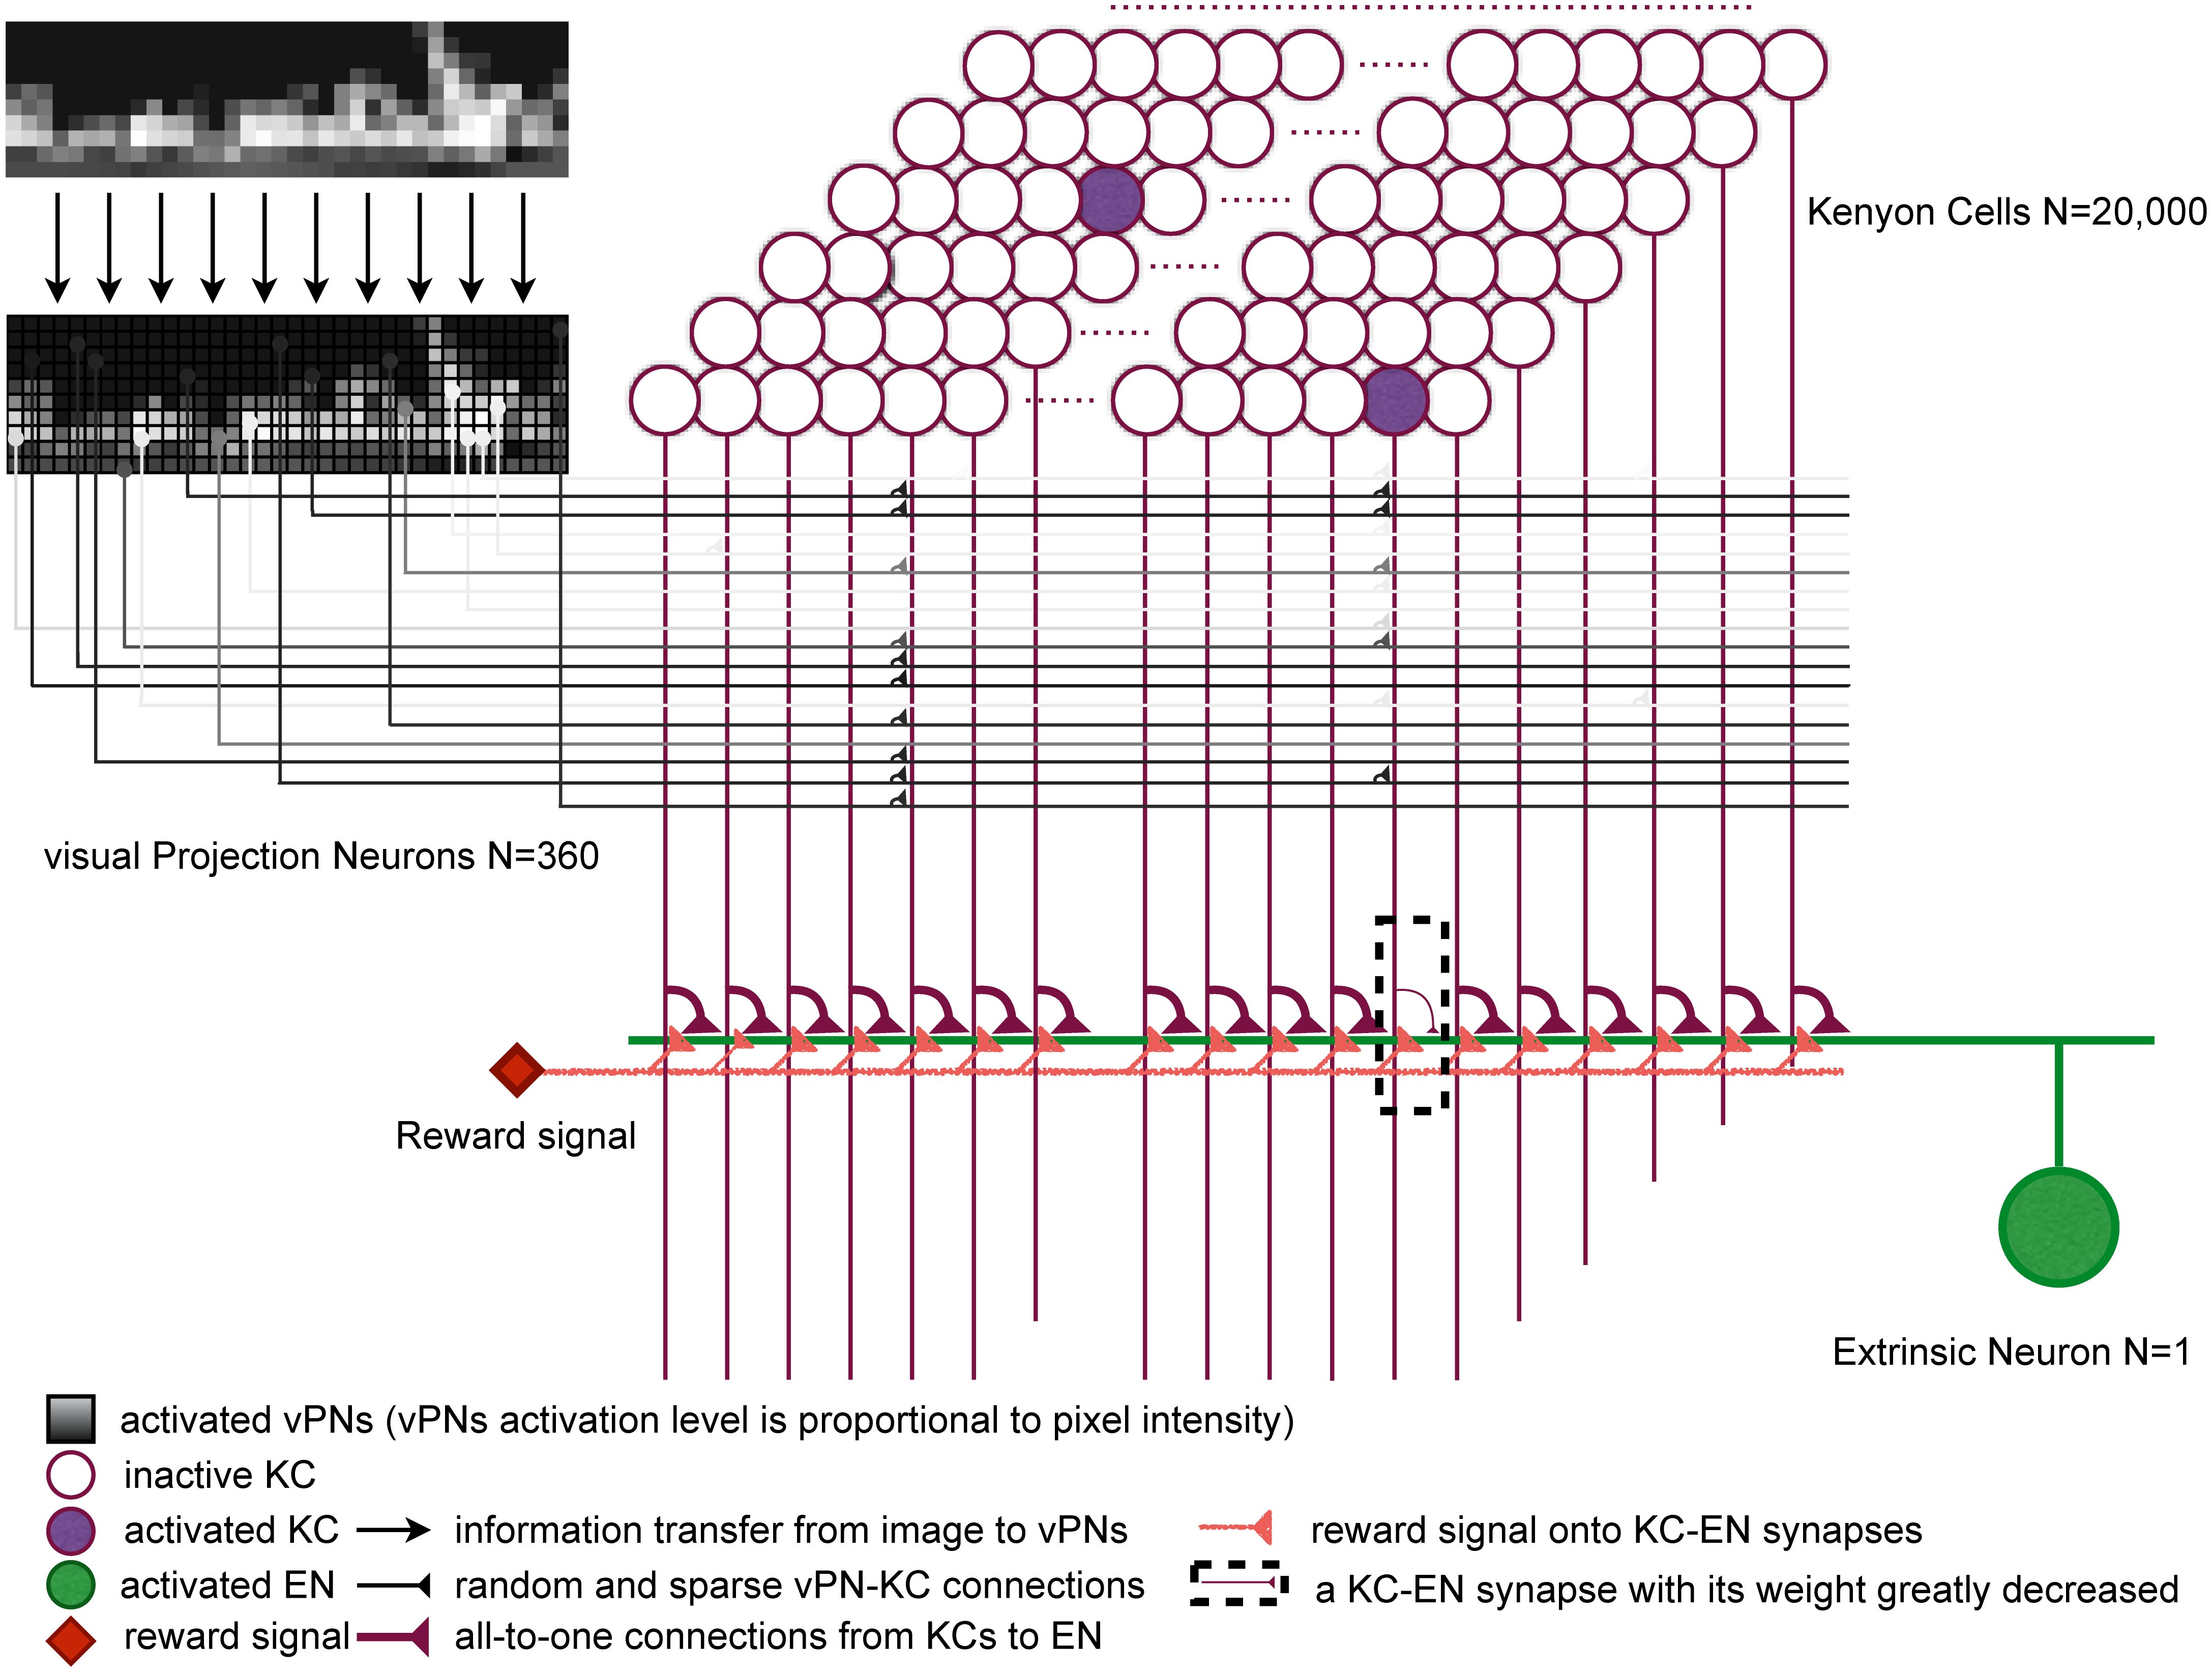 Kenyon Cells N=20,000
visual Projection Neurons N=360
Reward signal
Extrinsic Neuron N=1
activated vPNs (vPNs activation level is proportional to pixel intensity)
inactive KC
activated KC
information transfer from image to vPNs
reward signal onto KC-EN synapses
activated EN
random and sparse vPN-KC connections
a KC-EN synapse with its weight greatly decreased
reward signal
all-to-one connections from KCs to EN